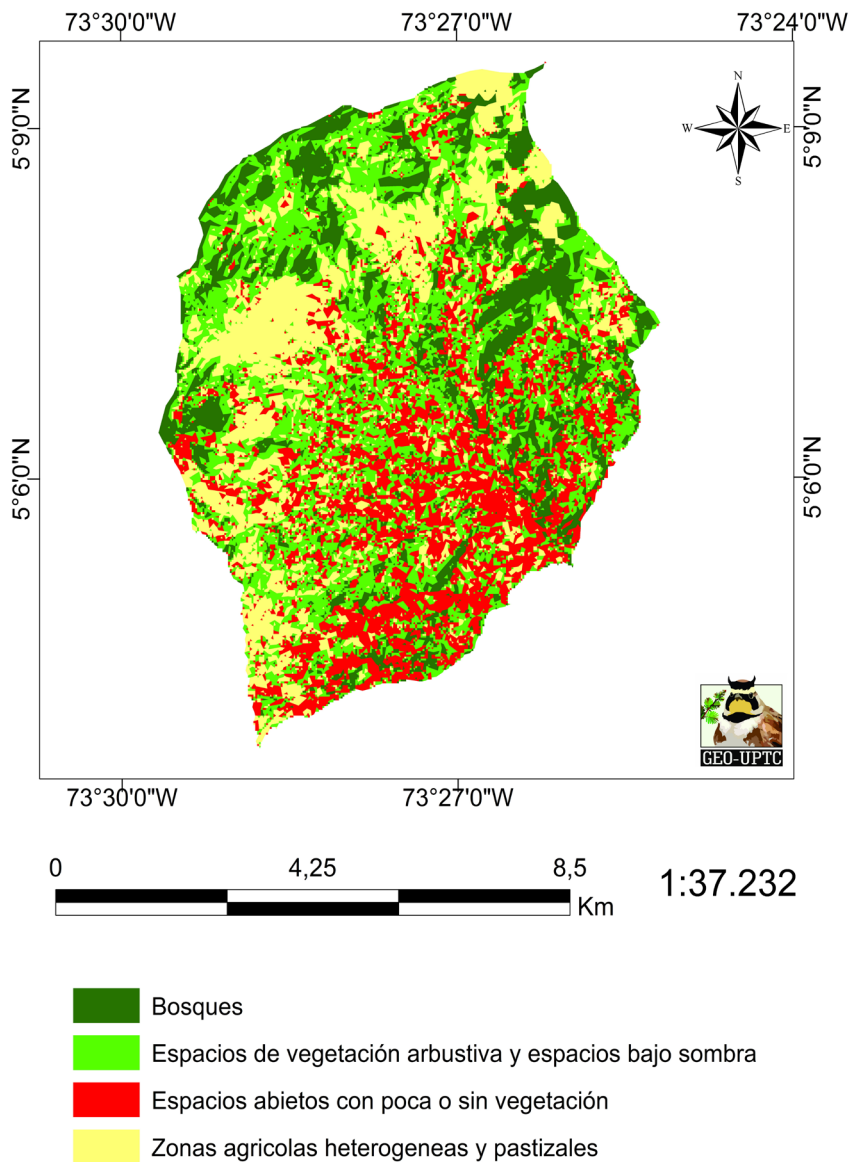 73°30'0"W 73°27'0"W 73°24'0"W
5°9'0"N 5°9'0"N
N
W E
S
5°6'0"N 5°6'0"N
GEO-UPTC
73°30'0"W 73°27'0"W
0 4,25 8,5
Km
1:37.232
Bosques
Espacios de vegetación arbustiva y espacios bajo sombra
Espacios abietos con poca o sin vegetación
Zonas agricolas heterogeneas y pastizales